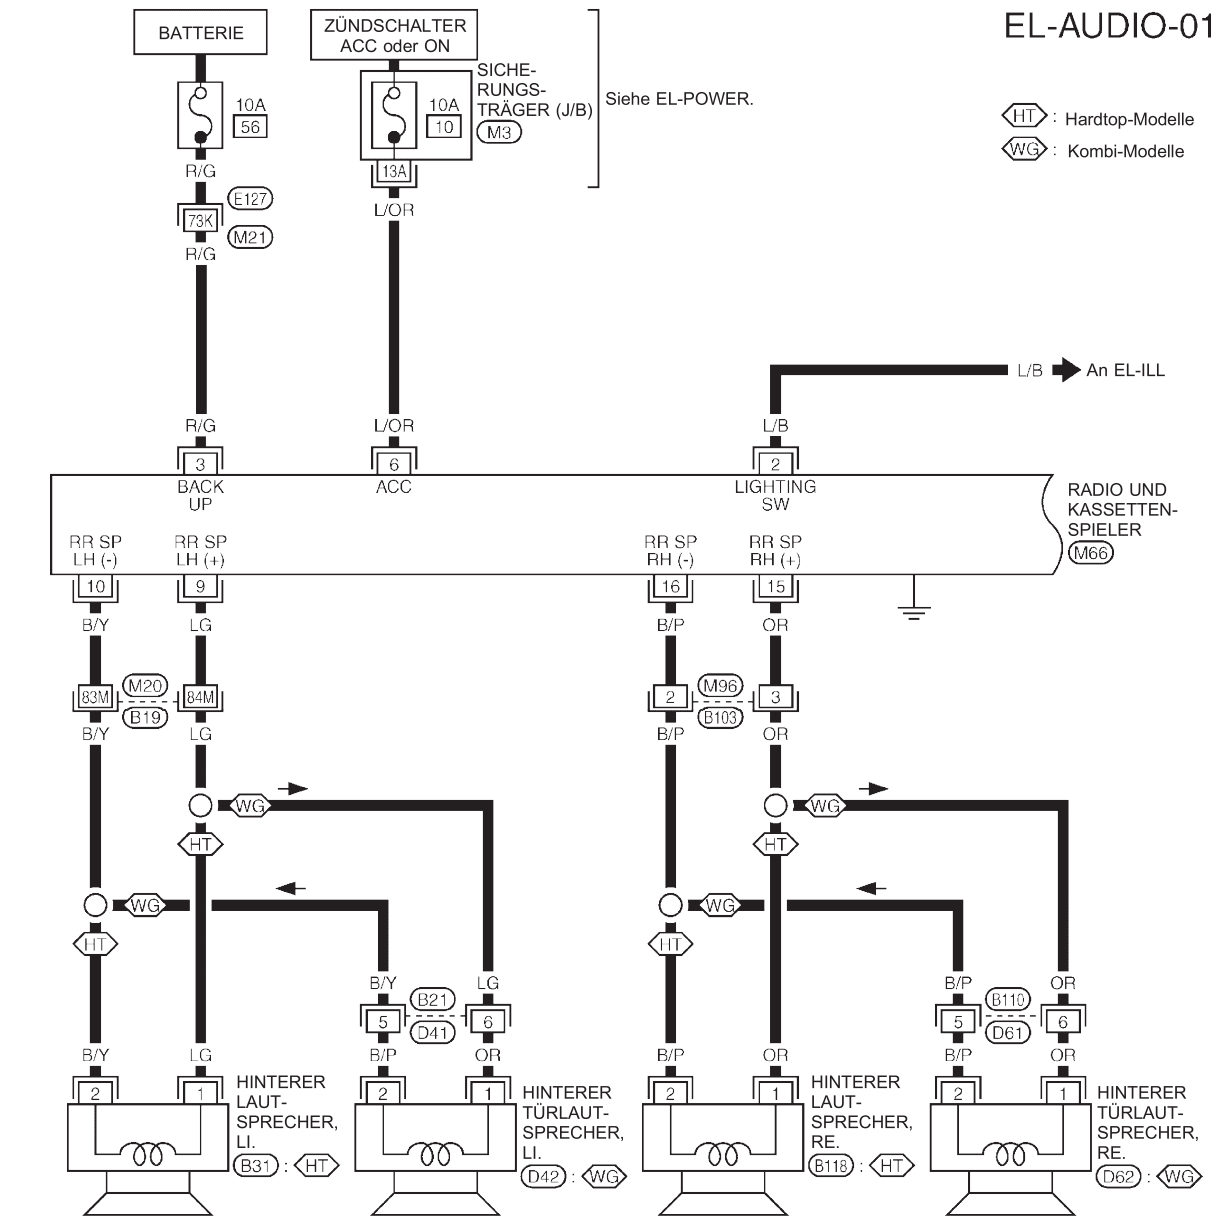 EL-AUDIO-01
BATTERIE
ZÜNDSCHALTER
ACC oder ON
SICHE-
RUNGS-
TRÄGER (J/B)
M3
Siehe EL-POWER.
HT : Hardtop-Modelle
WG : Kombi-Modelle
10A
56
10A
10
13A
R/G
E127
73K
M21
R/G
L/OR
L/B
An EL-ILL
R/G
L/OR
L/B
3
6
2
BACK
UP
ACC
LIGHTING
SW
RADIO UND
KASSETTEN-
SPIELER
M66
RR SP
LH (-)
RR SP
LH (+)
RR SP
RH (-)
RR SP
RH (+)
10
9
16
15
B/Y
LG
B/P
OR
83M
M20
B19
84M
2
M96
B103
3
B/Y
LG
B/P
OR
WG
WG
HT
HT
WG
WG
HT
HT
B/Y
LG
B/P
OR
5
B21
D41
6
5
B110
D61
6
B/Y
LG
B/P
OR
B/P
OR
B/P
OR
2
1
2
1
2
1
2
1
HINTERER
LAUT-
SPRECHER,
LI.
B31 : HT
HINTERER
TÜRLAUT-
SPRECHER,
LI.
D42 : WG
HINTERER
LAUT-
SPRECHER,
RE.
B118 : HT
HINTERER
TÜRLAUT-
SPRECHER,
RE.
D62 : WG